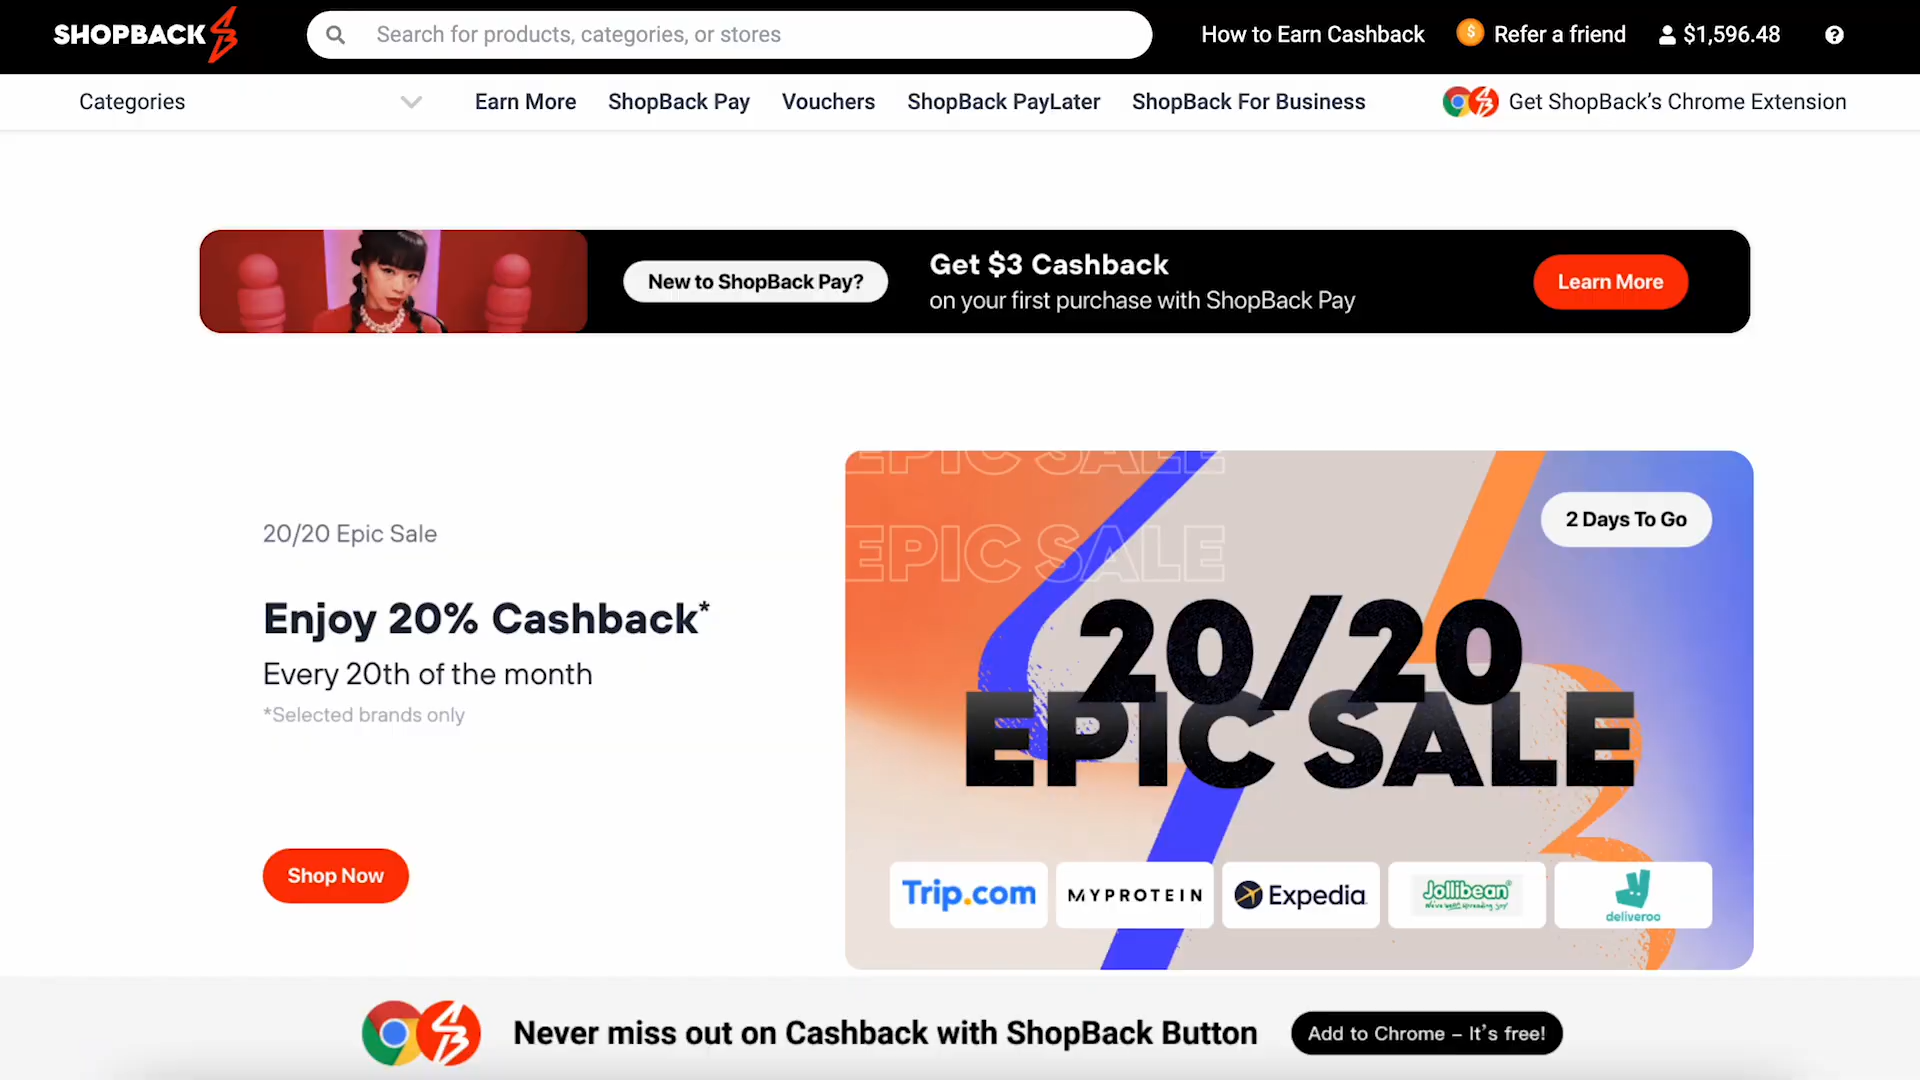 SHOPBACK
Search for products, categories, or stores
How to Earn Cashback
Refer a friend
$1,596.48
Categories
Earn More
ShopBack Pay
Vouchers
ShopBack PayLater
ShopBack For Business
Get ShopBack's Chrome Extension
New to ShopBack Pay?
Get $3 Cashback
on your first purchase with ShopBack Pay
Learn More
20/20 Epic Sale
Enjoy 20% Cashback*
Every 20th of the month
*Selected brands only
Shop Now
EPIC SALE
EPIC SALE
2 Days To Go
20/20
EPIC SALE
Trip.com
MYPROTEIN
Expedia
Jollibean
deliveroo
Never miss out on Cashback with ShopBack Button
Add to Chrome – It's free!